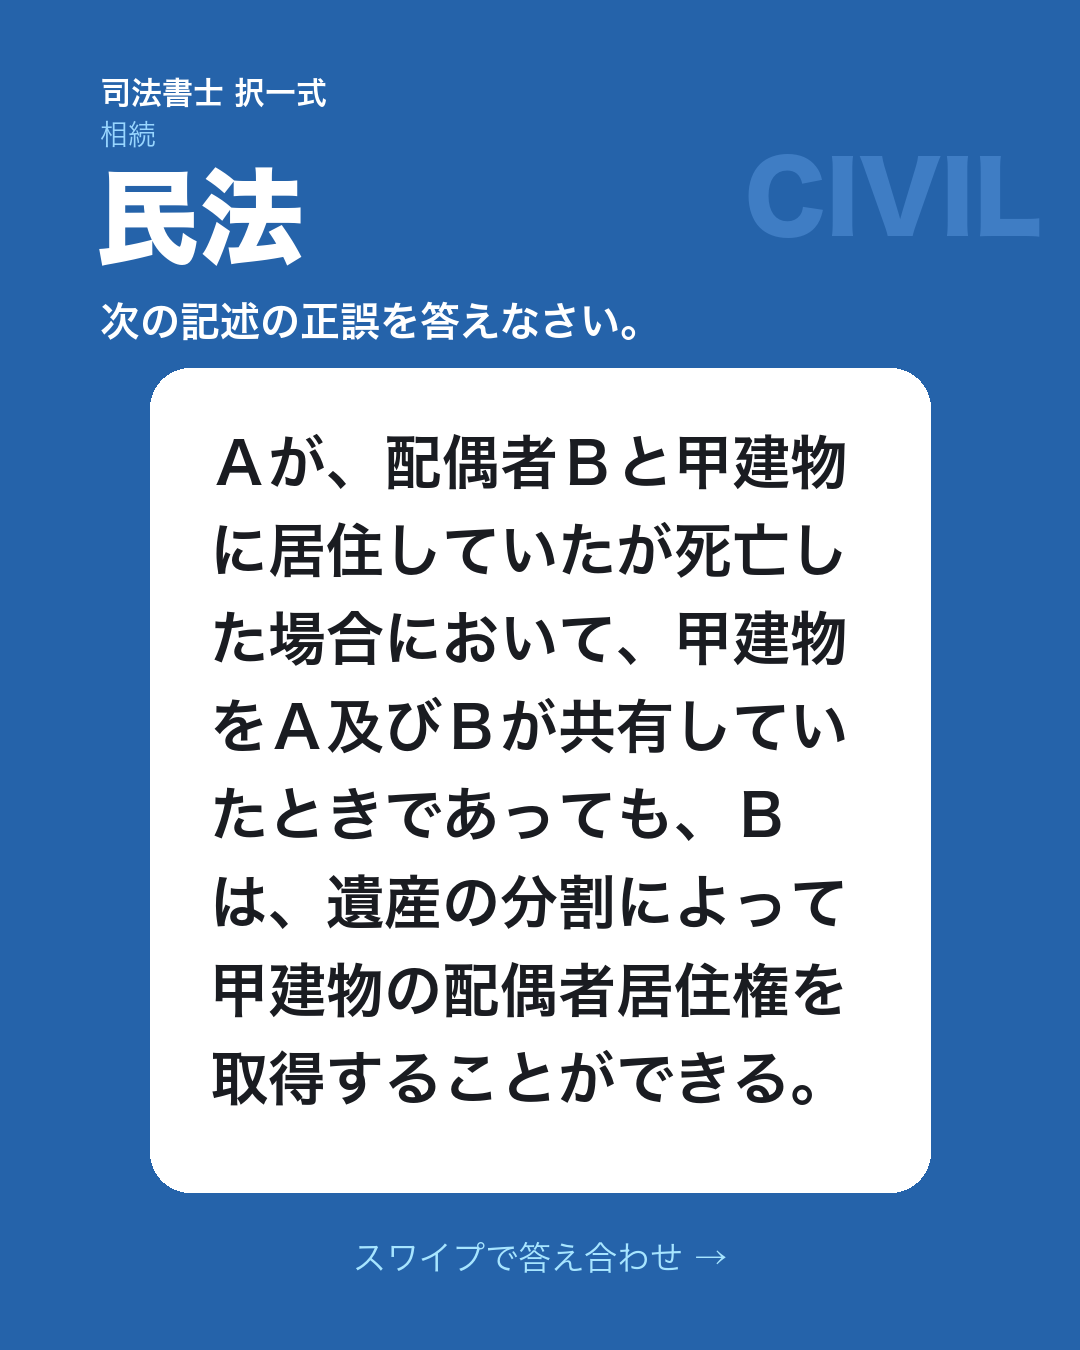 司法書士 択一式
相続
民法
CIVIL
次の記述の正誤を答えなさい。
Ａが、配偶者Ｂと甲建物
に居住していたが死亡し
た場合において、甲建物
をＡ及びＢが共有してい
たときであっても、Ｂ
は、遺産の分割によって
甲建物の配偶者居住権を
取得することができる。
スワイプで答え合わせ →